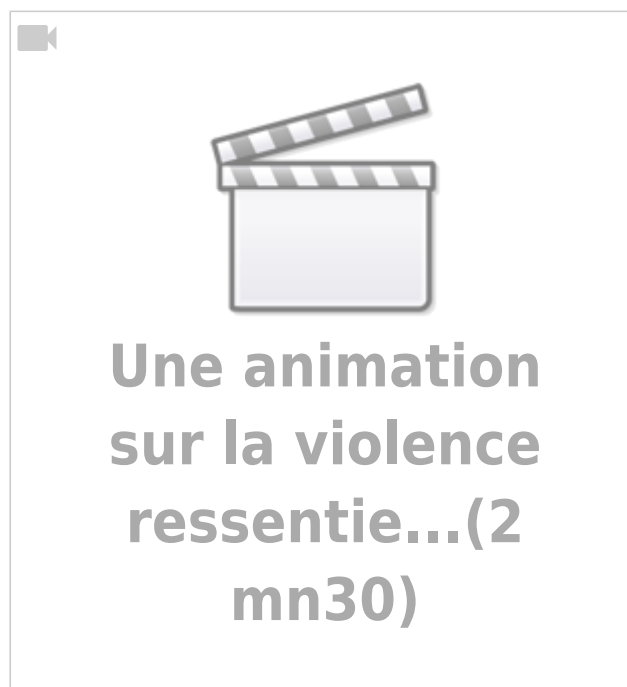 Une animation
sur la violence
ressentie...(2
mn30)